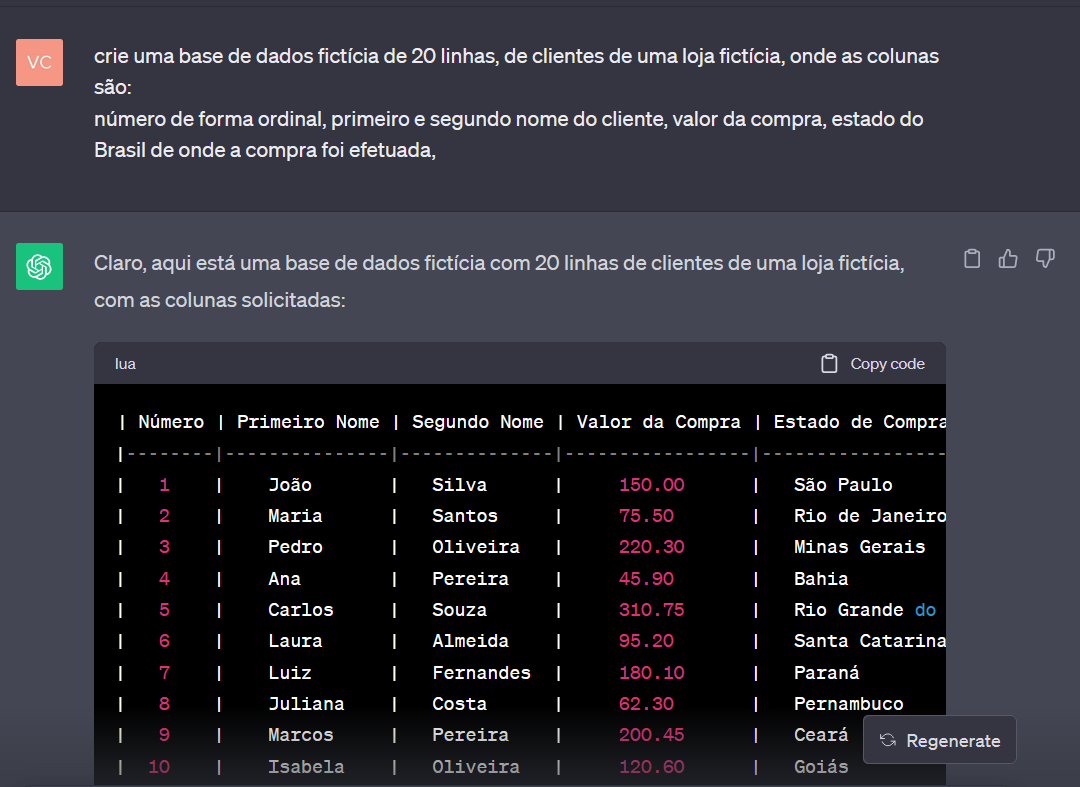 VC
crie uma base de dados fictícia de 20 linhas, de clientes de uma loja fictícia, onde as colunas
são:
número de forma ordinal, primeiro e segundo nome do cliente, valor da compra, estado do
Brasil de onde a compra foi efetuada,
Claro, aqui está uma base de dados fictícia com 20 linhas de clientes de uma loja fictícia,
com as colunas solicitadas:
lua Copy code
| Número | Primeiro Nome | Segundo Nome | Valor da Compra | Estado de Compra
|--------|---------------|--------------|-----------------|-----------------
| 1 | João | Silva | 150.00 | São Paulo
| 2 | Maria | Santos | 75.50 | Rio de Janeiro
| 3 | Pedro | Oliveira | 220.30 | Minas Gerais
| 4 | Ana | Pereira | 45.90 | Bahia
| 5 | Carlos | Souza | 310.75 | Rio Grande do
| 6 | Laura | Almeida | 95.20 | Santa Catarina
| 7 | Luiz | Fernandes | 180.10 | Paraná
| 8 | Juliana | Costa | 62.30 | Pernambuco
| 9 | Marcos | Pereira | 200.45 | Ceará
| 10 | Isabela | Oliveira | 120.60 | Goiás
Regenerate